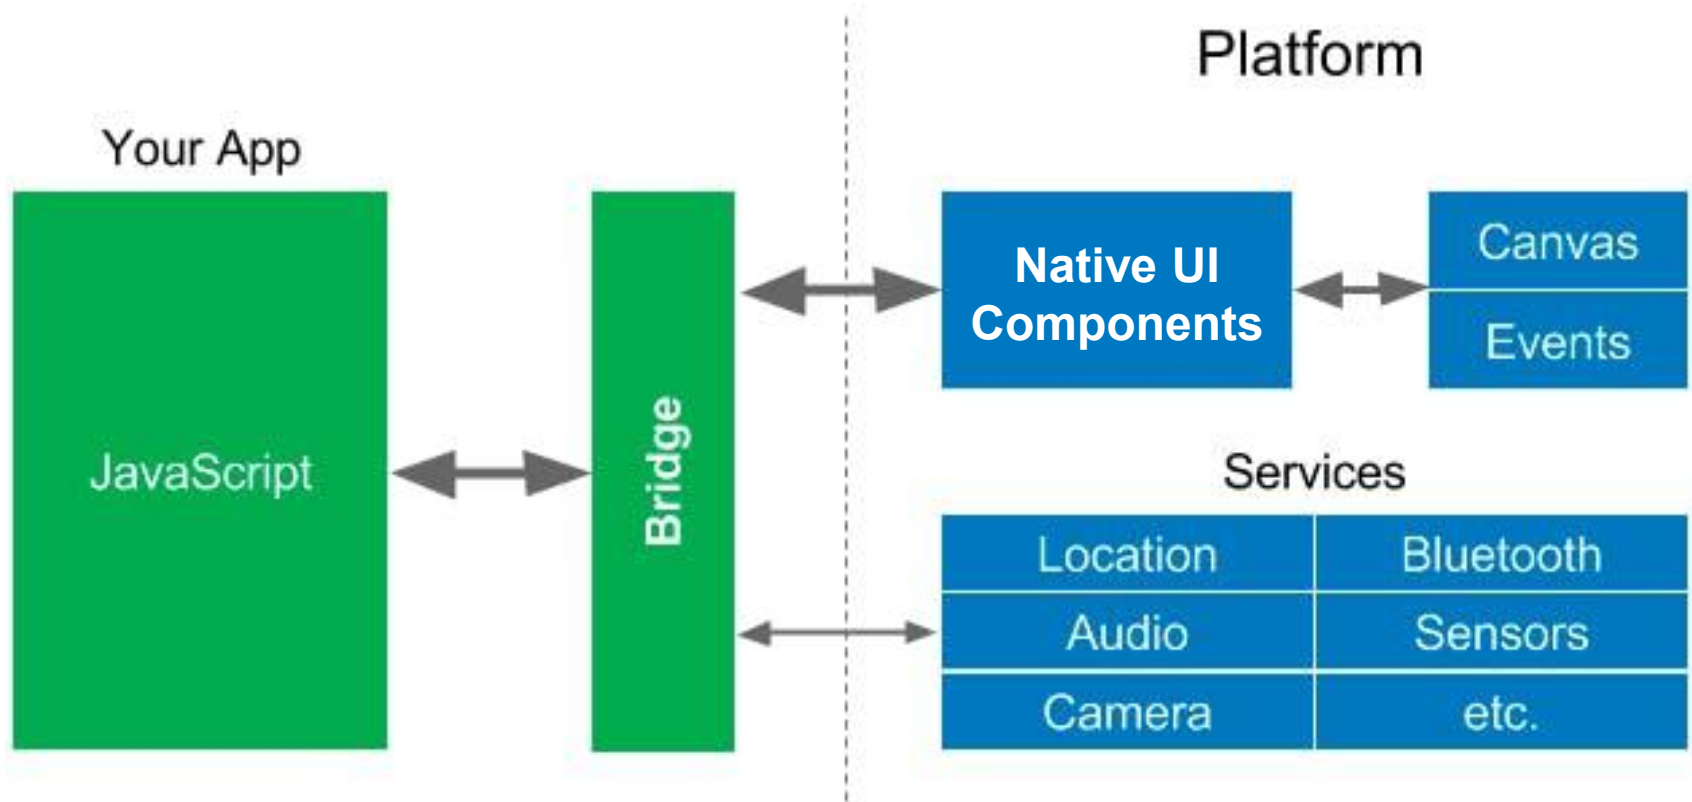 Platform
Your App
JavaScript
Bridge
Native UI
Components
Canvas
Events
Services
Location
Bluetooth
Audio
Sensors
Camera
etc.